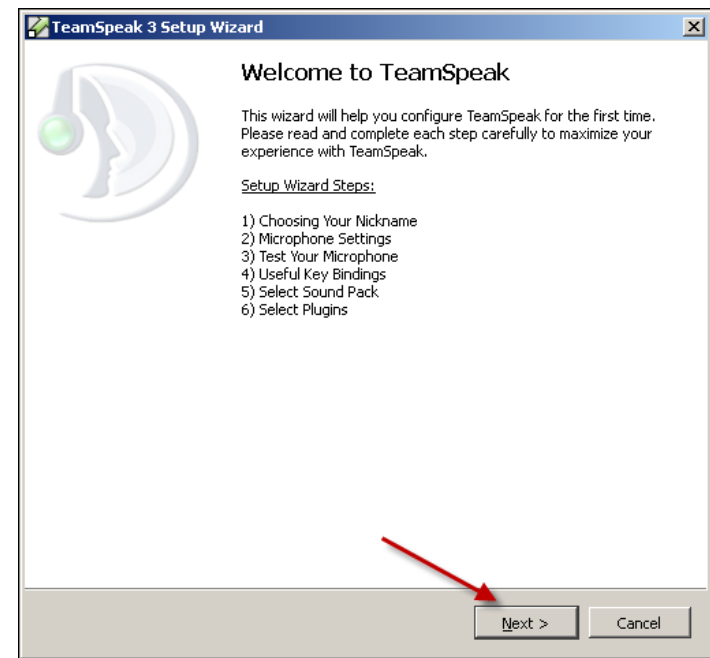 TeamSpeak 3 Setup Wizard
Welcome to TeamSpeak
This wizard will help you configure TeamSpeak for the first time.
Please read and complete each step carefully to maximize your
experience with TeamSpeak.
Setup Wizard Steps:
1) Choosing Your Nickname
2) Microphone Settings
3) Test Your Microphone
4) Useful Key Bindings
5) Select Sound Pack
6) Select Plugins
Next > Cancel